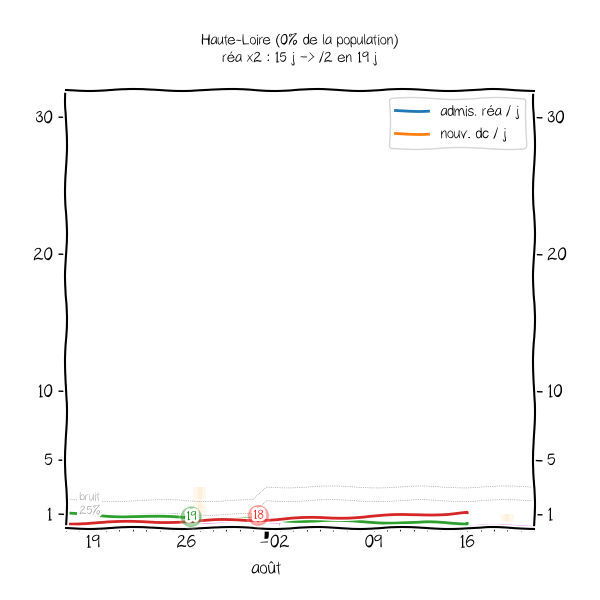 Haute-Loire (0% de la population)
réa x2 : 15 j -> /2 en 19 j
admis. réa / j
nouv. dc / j
30 30
20 20
10 10
5 5
bruit
25%
19 18
1 1
19 26 02 09 16
août